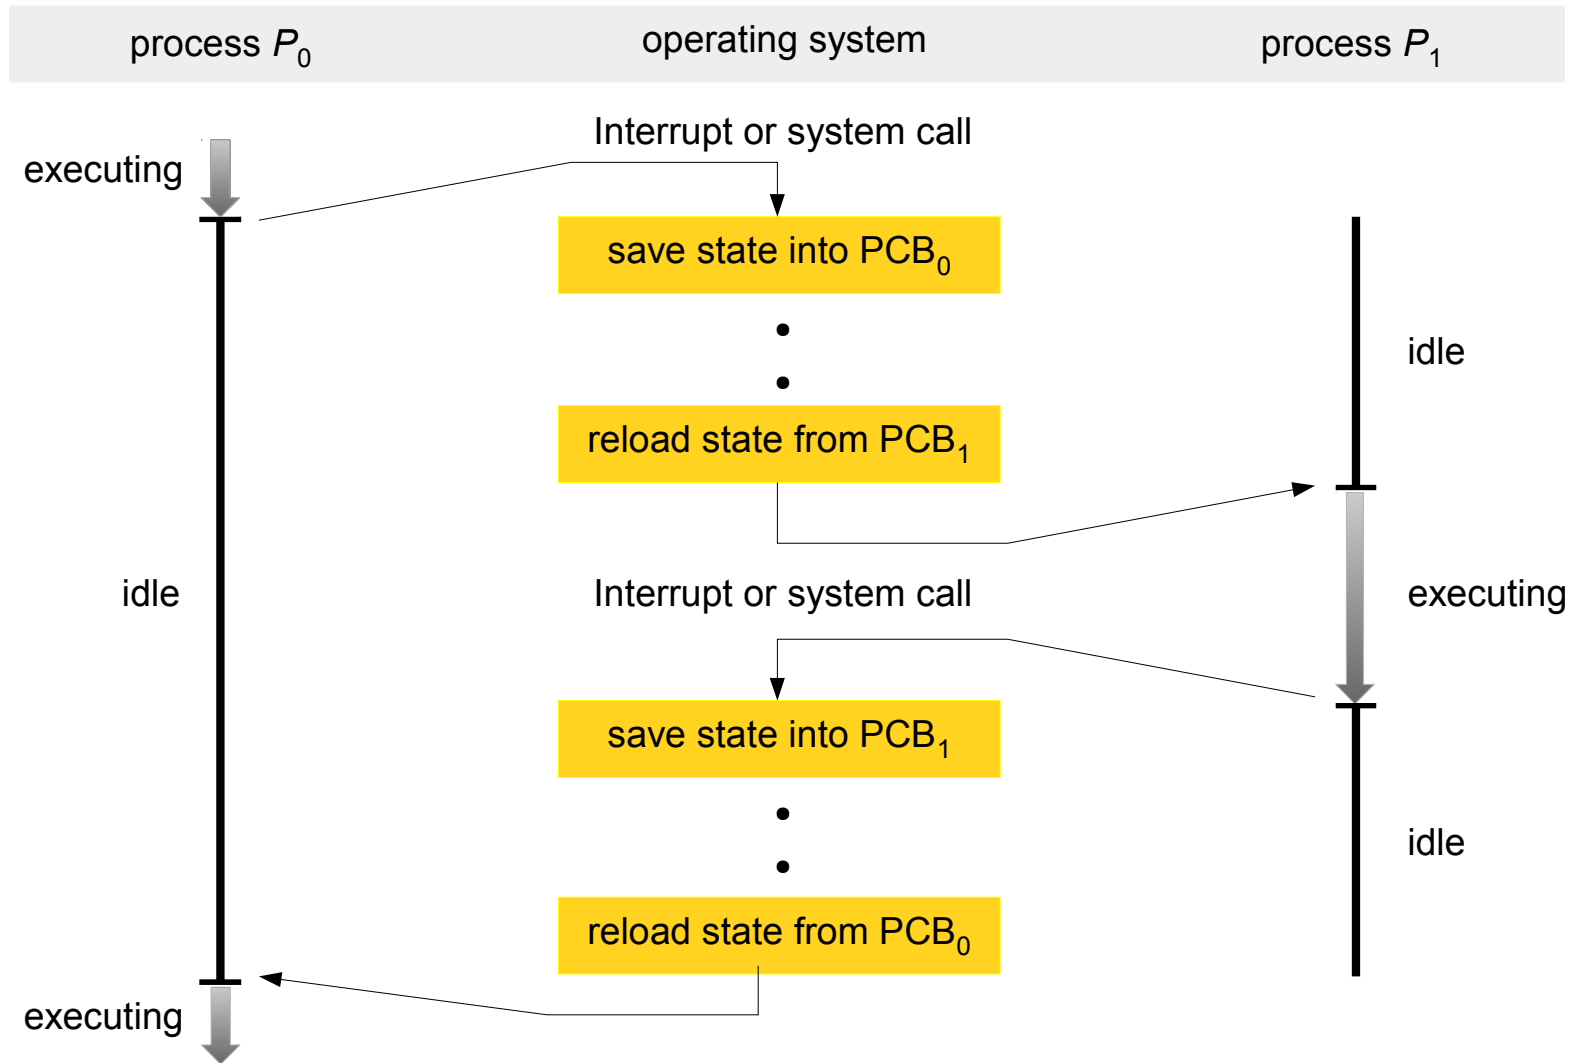 process P0 operating system process P1
Interrupt or system call
executing
save state into PCB0
idle
reload state from PCB1
idle Interrupt or system call executing
save state into PCB1
idle
reload state from PCB0
executing